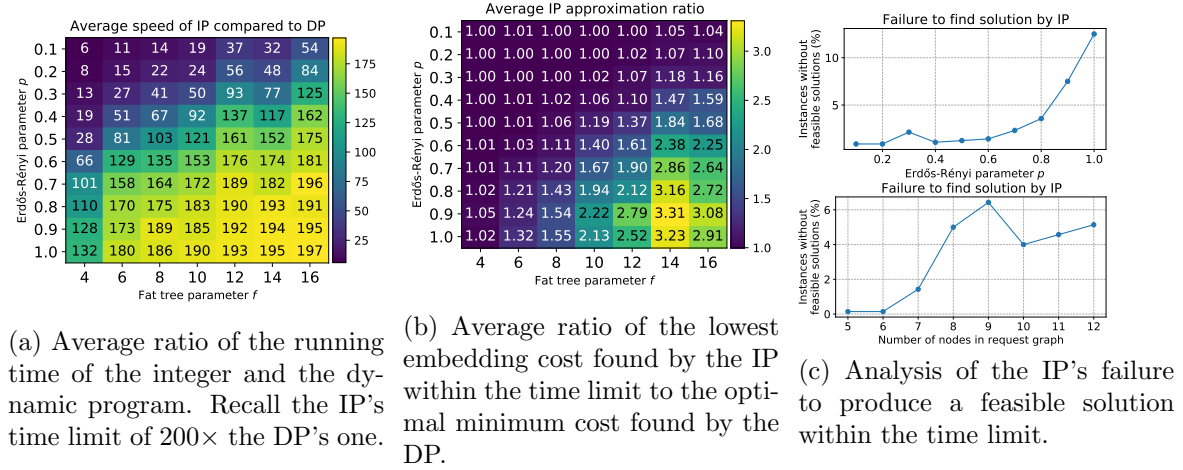 Average speed of IP compared to DP
Erdős-Rényi parameter p
0.1 6 11 14 19 37 32 54
0.2 8 15 22 24 56 48 84
0.3 13 27 41 50 93 77 125
0.4 19 51 67 92 137 117 162
0.5 28 81 103 121 161 152 175
0.6 66 129 135 153 176 174 181
0.7 101 158 164 172 189 182 196
0.8 110 170 175 183 190 193 191
0.9 128 173 189 185 192 194 195
1.0 132 180 186 190 193 195 197
4 6 8 10 12 14 16
Fat tree parameter f
175
150
125
100
75
50
25
(a) Average ratio of the running
time of the integer and the dy-
namic program. Recall the IP's
time limit of 200× the DP's one.
Average IP approximation ratio
Erdős-Rényi parameter p
0.1 1.00 1.01 1.00 1.00 1.00 1.05 1.04
0.2 1.00 1.00 1.00 1.00 1.02 1.07 1.10
0.3 1.00 1.00 1.00 1.02 1.07 1.18 1.16
0.4 1.00 1.01 1.02 1.06 1.10 1.47 1.59
0.5 1.00 1.01 1.06 1.19 1.37 1.84 1.68
0.6 1.01 1.03 1.11 1.40 1.61 2.38 2.25
0.7 1.01 1.11 1.20 1.67 1.90 2.86 2.64
0.8 1.02 1.21 1.43 1.94 2.12 3.16 2.72
0.9 1.05 1.24 1.54 2.22 2.79 3.31 3.08
1.0 1.02 1.32 1.55 2.13 2.52 3.23 2.91
4 6 8 10 12 14 16
Fat tree parameter f
3.0
2.5
2.0
1.5
1.0
(b) Average ratio of the lowest
embedding cost found by the IP
within the time limit to the opti-
mal minimum cost found by the
DP.
Failure to find solution by IP
Instances without
feasible solutions (%)
10
5
0.2 0.4 0.6 0.8 1.0
Erdős-Rényi parameter p
Failure to find solution by IP
Instances without
feasible solutions (%)
6
4
2
0
5 6 7 8 9 10 11 12
Number of nodes in request graph
(c) Analysis of the IP's failure
to produce a feasible solution
within the time limit.